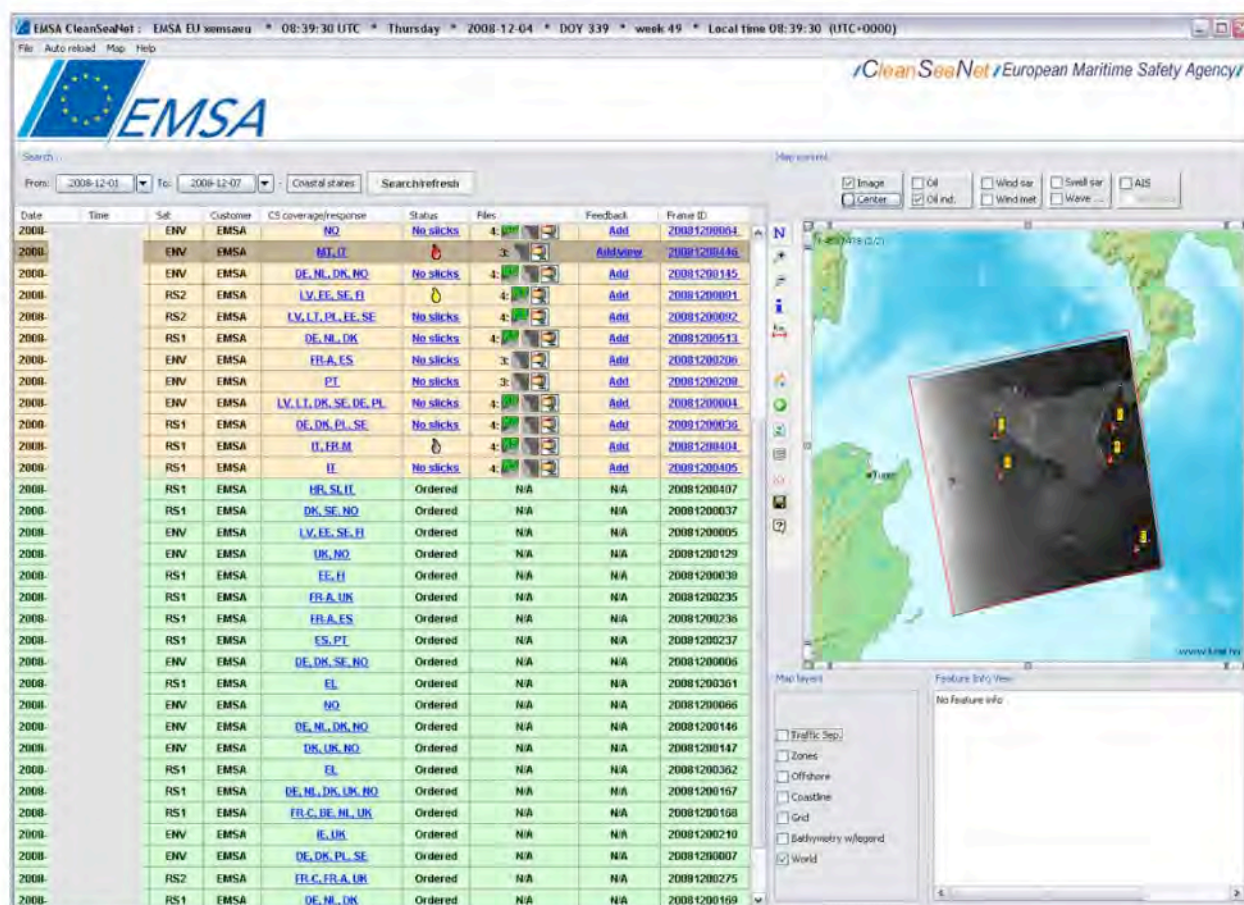 EMSA CleanSeaNet : EMSA EU * 08:39:30 UTC * Thursday * 2008-12-04 * DOY 339 * week 49 * Local time 08:39:30 (UTC+0000)
File Auto reload Map Help
/CleanSeaNet/European Maritime Safety Agency/
EMSA
Search
Map control
From: 2008-12-01 To: 2008-12-07 - Coastal states Search/refresh
Image Oil Wind sar Swell sar AIS
Center Oil ind. Wind met Wave ...
Date Time Sat Customer CS coverage/response Status Files Feedback Frame ID
2008- ENV EMSA NO No slicks 4: Add 20081200064
2008- ENV EMSA MT, IT 3: Add/view 20081200446
2008- ENV EMSA DE, NL, DK, NO No slicks 4: Add 20081200145
2008- RS2 EMSA LV, EE, SE, FI 4: Add 20081200091
2008- RS2 EMSA LV, LT, PL, EE, SE No slicks 4: Add 20081200092
2008- RS1 EMSA DE, NL, DK No slicks 4: Add 20081200513
2008- ENV EMSA FR-A, ES No slicks 3: Add 20081200206
2008- ENV EMSA PT No slicks 3: Add 20081200208
2008- ENV EMSA LV, LT, DK, SE, DE, PL No slicks 4: Add 20081200004
2008- RS1 EMSA DE, DK, PL, SE No slicks 4: Add 20081200036
2008- RS1 EMSA IT, FR-M 4: Add 20081200404
2008- RS1 EMSA IT No slicks 4: Add 20081200405
2008- RS1 EMSA HR, SI, IT Ordered N/A N/A 20081200407
2008- RS1 EMSA DK, SE, NO Ordered N/A N/A 20081200037
2008- ENV EMSA LV, EE, SE, FI Ordered N/A N/A 20081200005
2008- ENV EMSA UK, NO Ordered N/A N/A 20081200129
2008- RS1 EMSA EE, FI Ordered N/A N/A 20081200038
2008- RS1 EMSA FR-A, UK Ordered N/A N/A 20081200235
2008- RS1 EMSA FR-A, ES Ordered N/A N/A 20081200236
2008- RS1 EMSA ES, PT Ordered N/A N/A 20081200237
2008- ENV EMSA DE, DK, SE, NO Ordered N/A N/A 20081200006
2008- RS1 EMSA EL Ordered N/A N/A 20081200361
2008- ENV EMSA NO Ordered N/A N/A 20081200066
2008- ENV EMSA DE, NL, DK, NO Ordered N/A N/A 20081200146
2008- ENV EMSA DK, UK, NO Ordered N/A N/A 20081200147
2008- RS1 EMSA EL Ordered N/A N/A 20081200362
2008- RS1 EMSA DE, NL, DK, UK, NO Ordered N/A N/A 20081200167
2008- RS1 EMSA FR-C, BE, NL, UK Ordered N/A N/A 20081200168
2008- ENV EMSA IE, UK Ordered N/A N/A 20081200210
2008- ENV EMSA DE, DK, PL, SE Ordered N/A N/A 20081200007
2008- RS2 EMSA FR-C, FR-A, UK Ordered N/A N/A 20081200275
2008- RS1 EMSA DE, NL, DK Ordered N/A N/A 20081200169
N
Tunis
Map layers
Traffic Sep.
Zones
Offshore
Coastline
Grid
Bathymetry w/legend
World
Feature Info View
No feature info